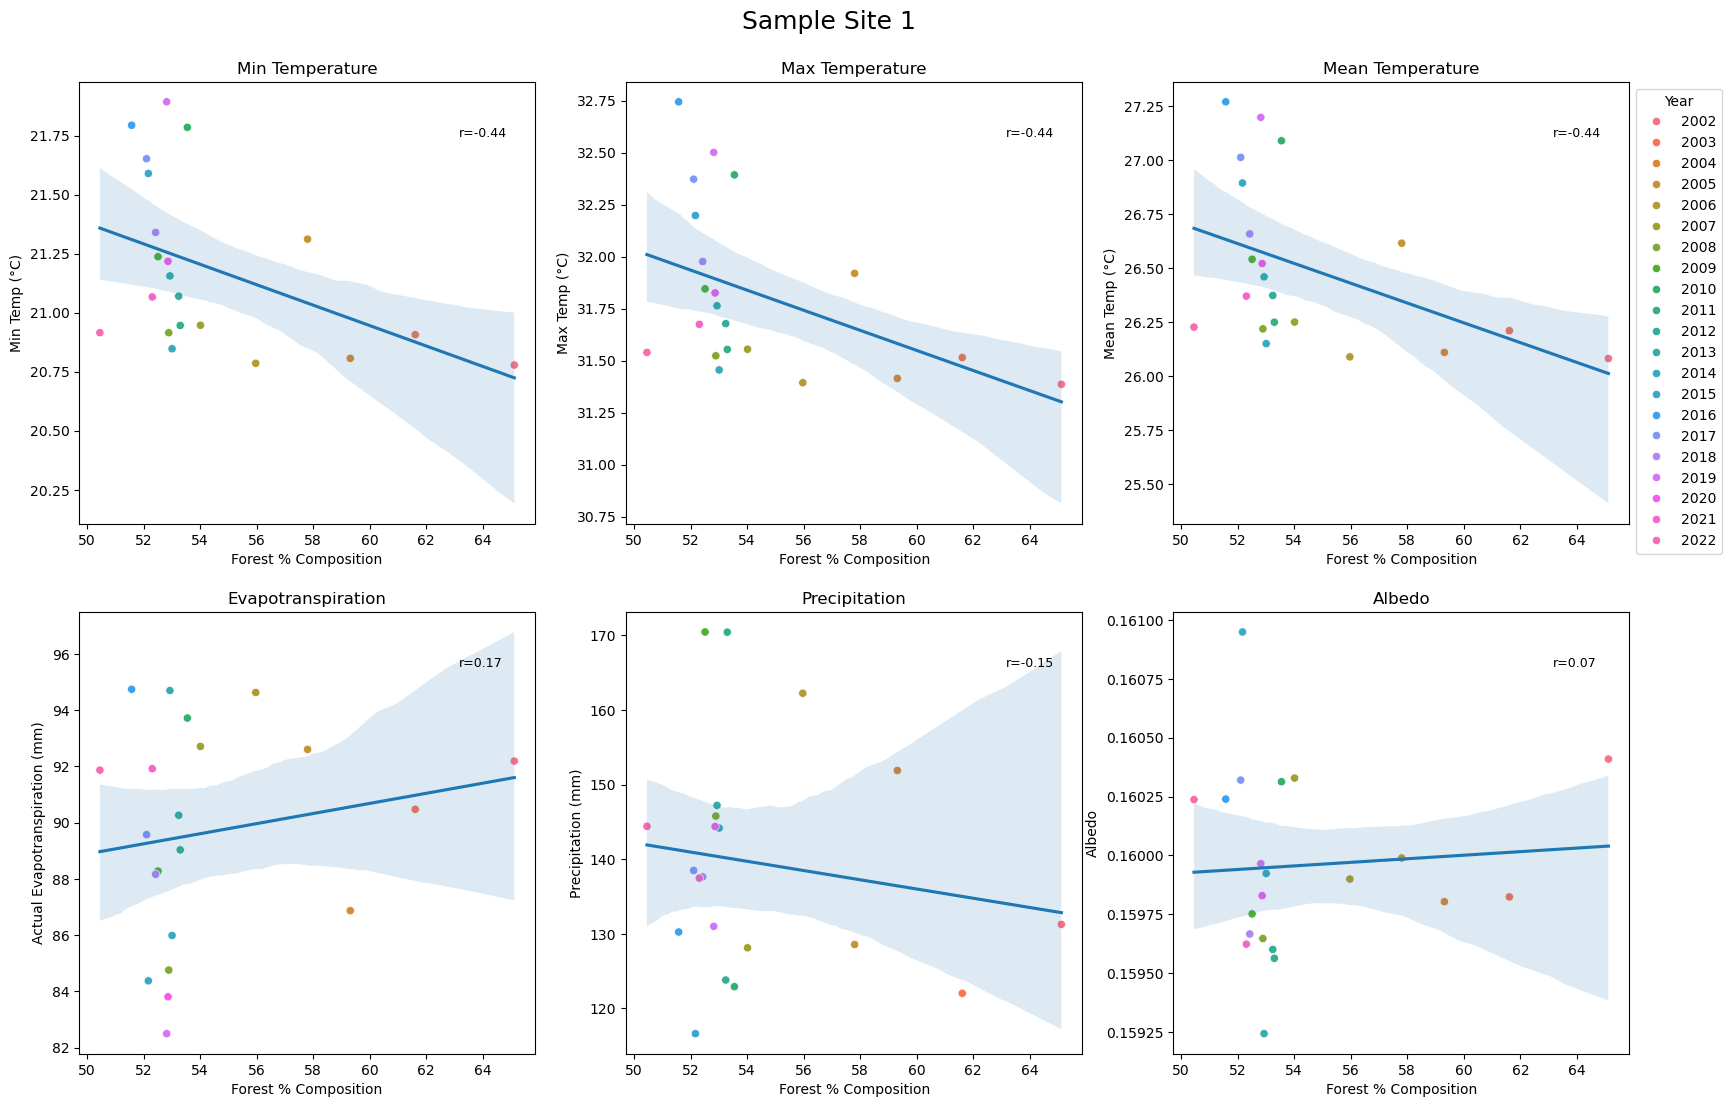 Sample Site 1
Min Temperature
r=-0.44
21.75
21.50
21.25
21.00
20.75
20.50
20.25
Min Temp (°C)
50 52 54 56 58 60 62 64
Forest % Composition
Max Temperature
r=-0.44
32.75
32.50
32.25
32.00
31.75
31.50
31.25
31.00
30.75
Max Temp (°C)
50 52 54 56 58 60 62 64
Forest % Composition
Mean Temperature
r=-0.44
27.25
27.00
26.75
26.50
26.25
26.00
25.75
25.50
Mean Temp (°C)
50 52 54 56 58 60 62 64
Forest % Composition
Year
2002
2003
2004
2005
2006
2007
2008
2009
2010
2011
2012
2013
2014
2015
2016
2017
2018
2019
2020
2021
2022
Evapotranspiration
r=0.17
96
94
92
90
88
86
84
82
Actual Evapotranspiration (mm)
50 52 54 56 58 60 62 64
Forest % Composition
Precipitation
r=-0.15
170
160
150
140
130
120
Precipitation (mm)
50 52 54 56 58 60 62 64
Forest % Composition
Albedo
r=0.07
0.16100
0.16075
0.16050
0.16025
0.16000
0.15975
0.15950
0.15925
Albedo
50 52 54 56 58 60 62 64
Forest % Composition